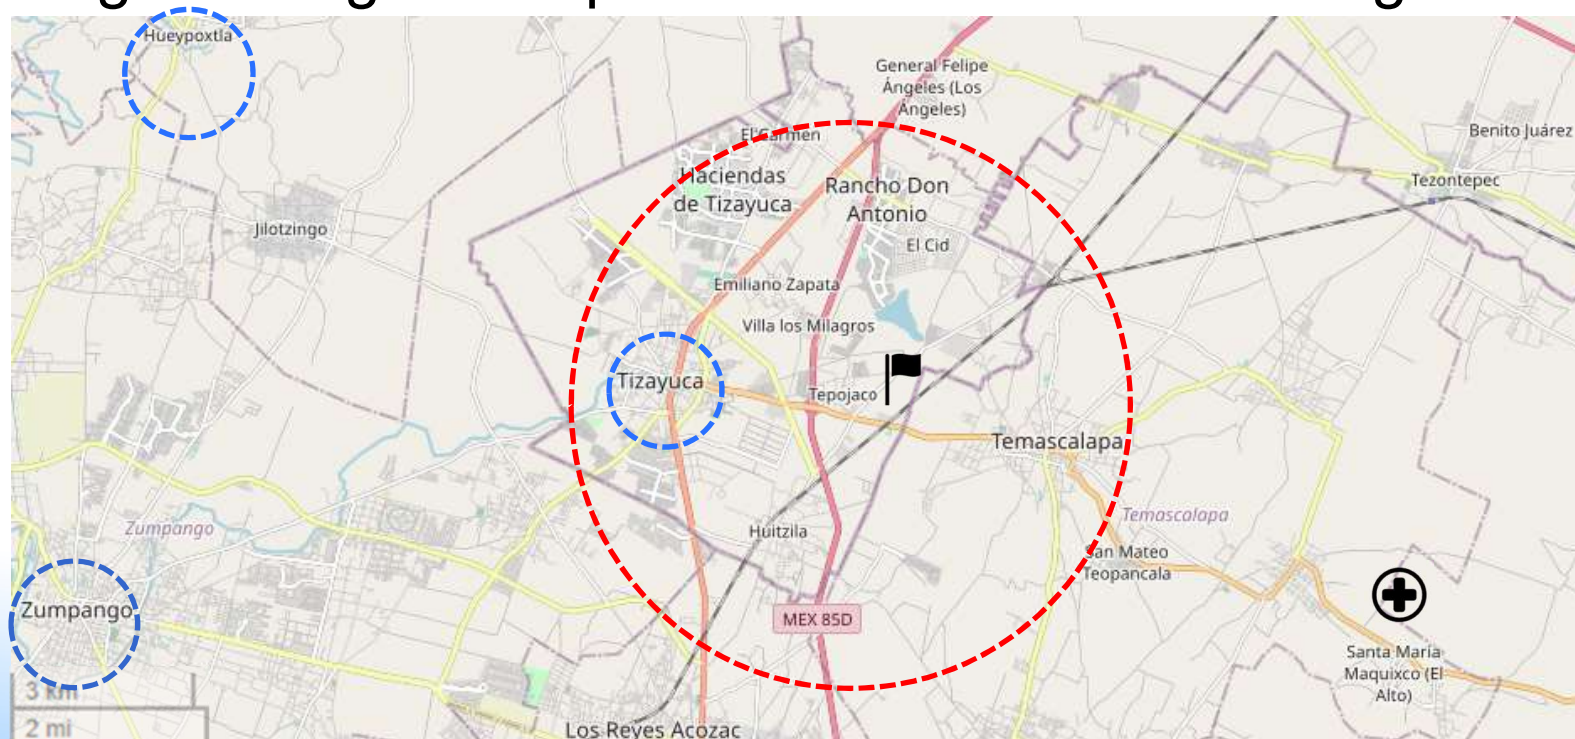 Hueypoxtla
General Felipe
Ángeles (Los
Ángeles)
El Carmen
Benito Juárez
Haciendas
de Tizayuca
Rancho Don
Antonio
Tezontepec
Jilotzingo
El Cid
Emiliano Zapata
Villa los Milagros
Tizayuca
Tepojaco
Temascalapa
Zumpango
Huitzila
Temascalapa
San Mateo
Teopancala
Zumpango
MEX 85D
Santa María
Maquixco (El
Alto)
3 km
2 mi
Los Reyes Acozac